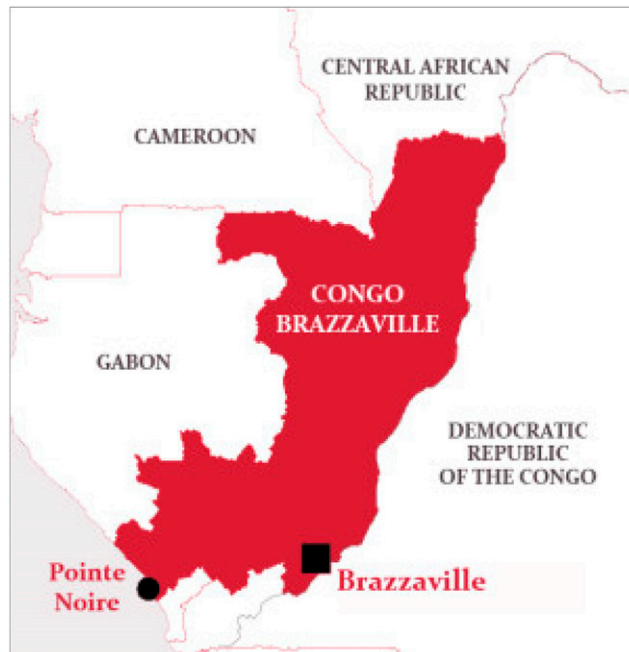 CENTRAL AFRICAN
REPUBLIC
CAMEROON
CONGO
BRAZZAVILLE
GABON
DEMOCRATIC
REPUBLIC
OF THE CONGO
Pointe
Noire
Brazzaville